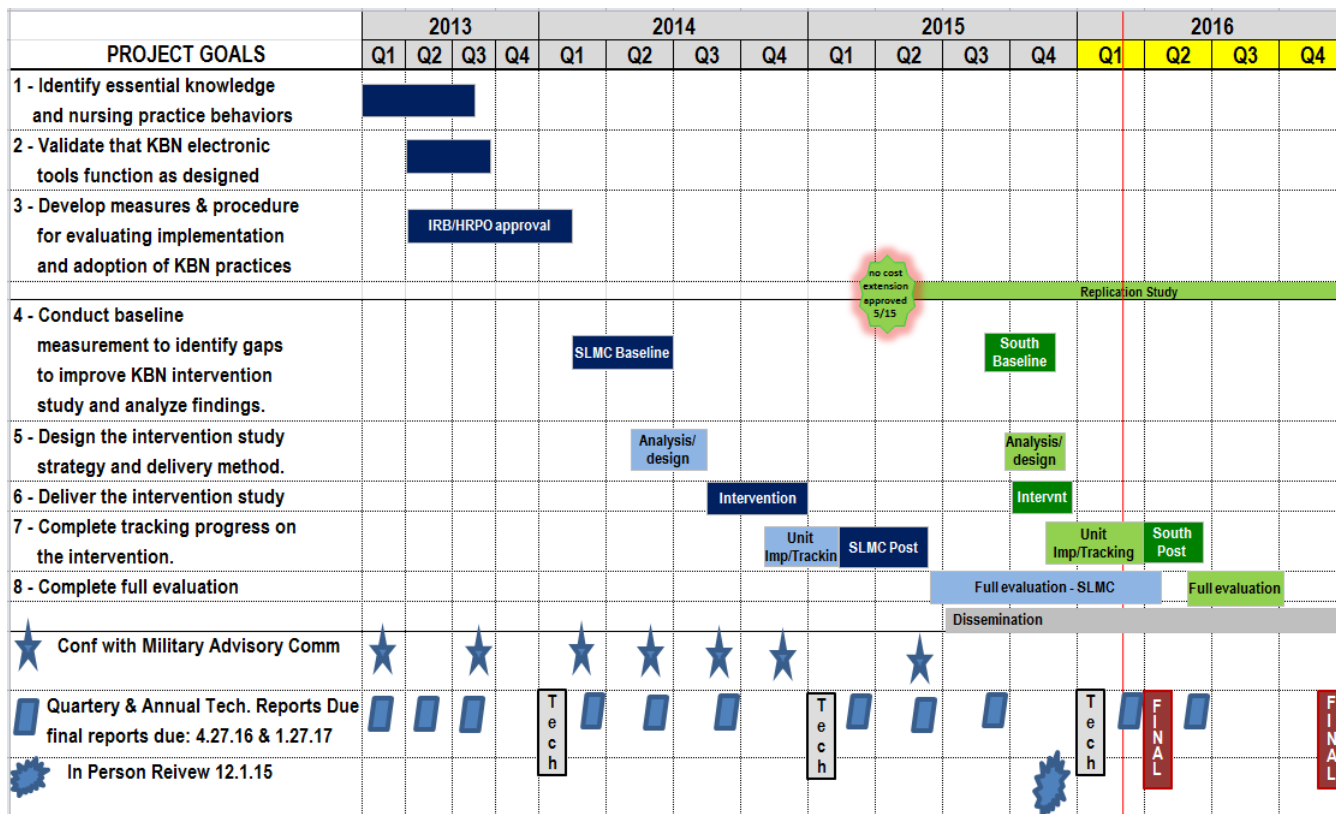 2013 2014 2015 2016
PROJECT GOALS Q1 Q2 Q3 Q4 Q1 Q2 Q3 Q4 Q1 Q2 Q3 Q4 Q1 Q2 Q3 Q4
1 - Identify essential knowledge
and nursing practice behaviors
2 - Validate that KBN electronic
tools function as designed
3 - Develop measures & procedure
for evaluating implementation
and adoption of KBN practices
IRB/HRPO approval
no cost
extension
approved
5/15
Replication Study
4 - Conduct baseline
measurement to identify gaps
to improve KBN intervention
study and analyze findings.
SLMC Baseline
South
Baseline
5 - Design the intervention study
strategy and delivery method.
Analysis/
design
Analysis/
design
6 - Deliver the intervention study
Intervention
Intervnt
7 - Complete tracking progress on
the intervention.
Unit
Imp/Trackin
SLMC Post
Unit
Imp/Tracking
South
Post
8 - Complete full evaluation
Full evaluation - SLMC
Full evaluation
Dissemination
Conf with Military Advisory Comm
Quartery & Annual Tech. Reports Due
final reports due: 4.27.16 & 1.27.17
Tech
Tech
Tech
FINAL
FINAL
In Person Reivew 12.1.15